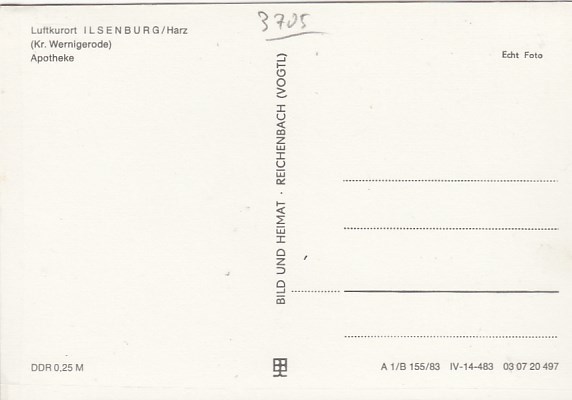 Luftkurort ILSENBURG/Harz
(Kr. Wernigerode)
Apotheke
3705
Echt Foto
BILD UND HEIMAT · REICHENBACH (VOGTL)
DDR 0,25 M
A 1/B 155/83 IV-14-483 03 07 20 497